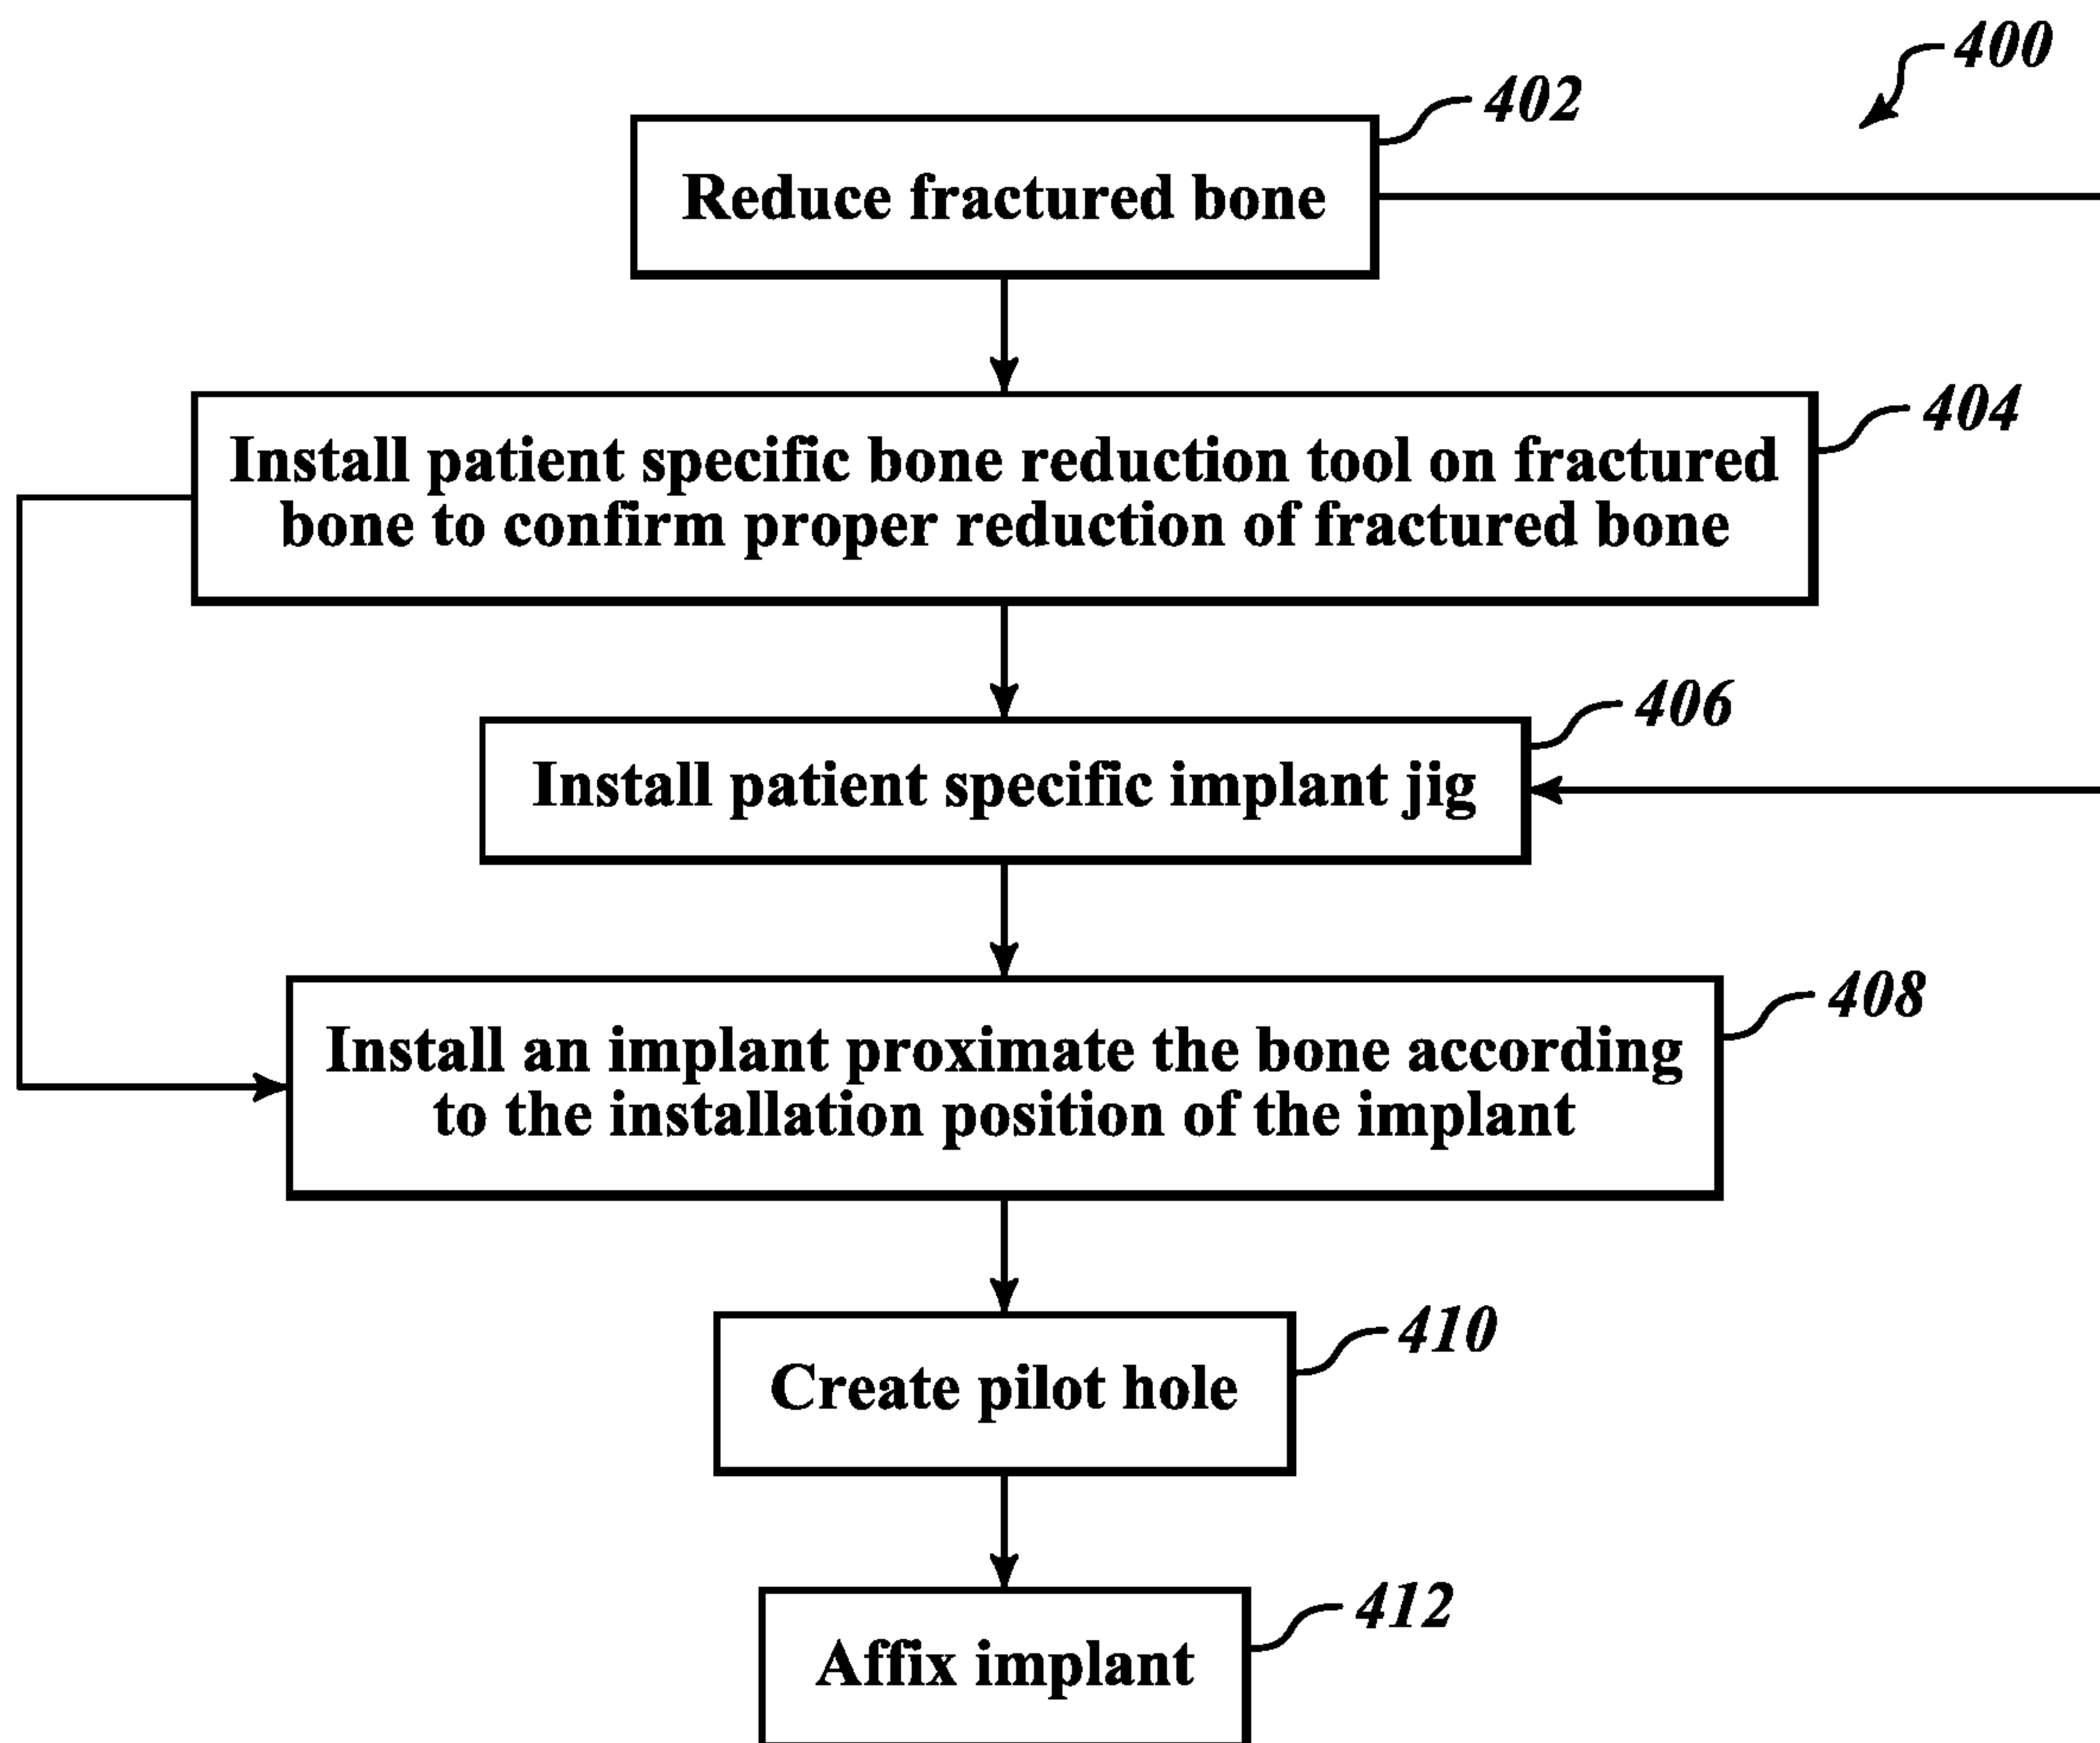 400
402
Reduce fractured bone
404
Install patient specific bone reduction tool on fractured
bone to confirm proper reduction of fractured bone
406
Install patient specific implant jig
408
Install an implant proximate the bone according
to the installation position of the implant
410
Create pilot hole
412
Affix implant